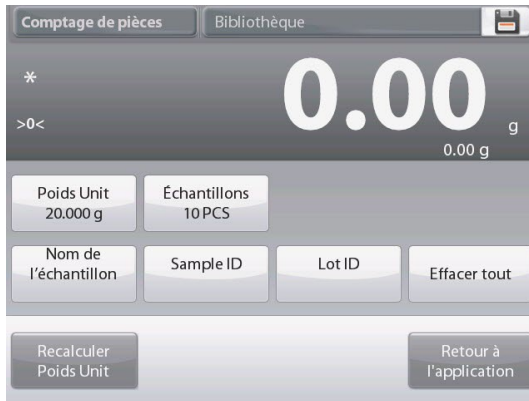 Comptage de pièces
Bibliothèque
*
0.00
>0<
g
0.00 g
Poids Unit
20.000 g
Échantillons
10 PCS
Nom de
l'échantillon
Sample ID
Lot ID
Effacer tout
Recalculer
Poids Unit
Retour à
l'application